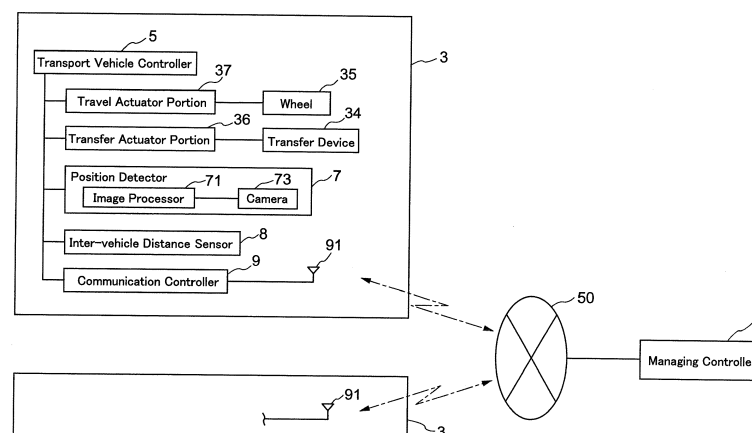 5
3
Transport Vehicle Controller
37
35
Travel Actuator Portion
Wheel
36
34
Transfer Actuator Portion
Transfer Device
Position Detector
7
71
73
Image Processor
Camera
8
Inter-vehicle Distance Sensor
91
9
Communication Controller
50
Managing Controlle
91
3